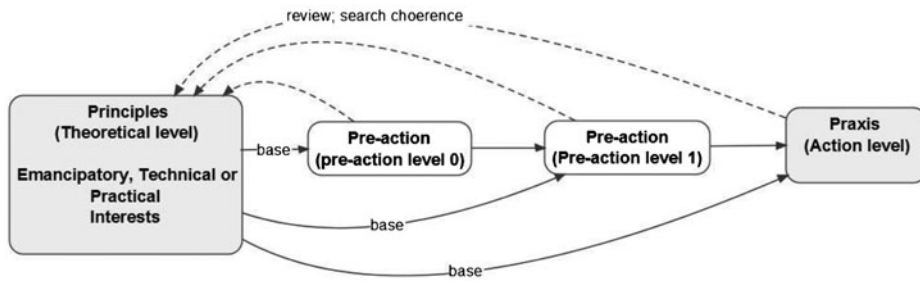 review; search choerence
Principles
(Theoretical level)
Emancipatory, Technical or
Practical
Interests
base
Pre-action
(pre-action level 0)
Pre-action
(Pre-action level 1)
Praxis
(Action level)
base
base